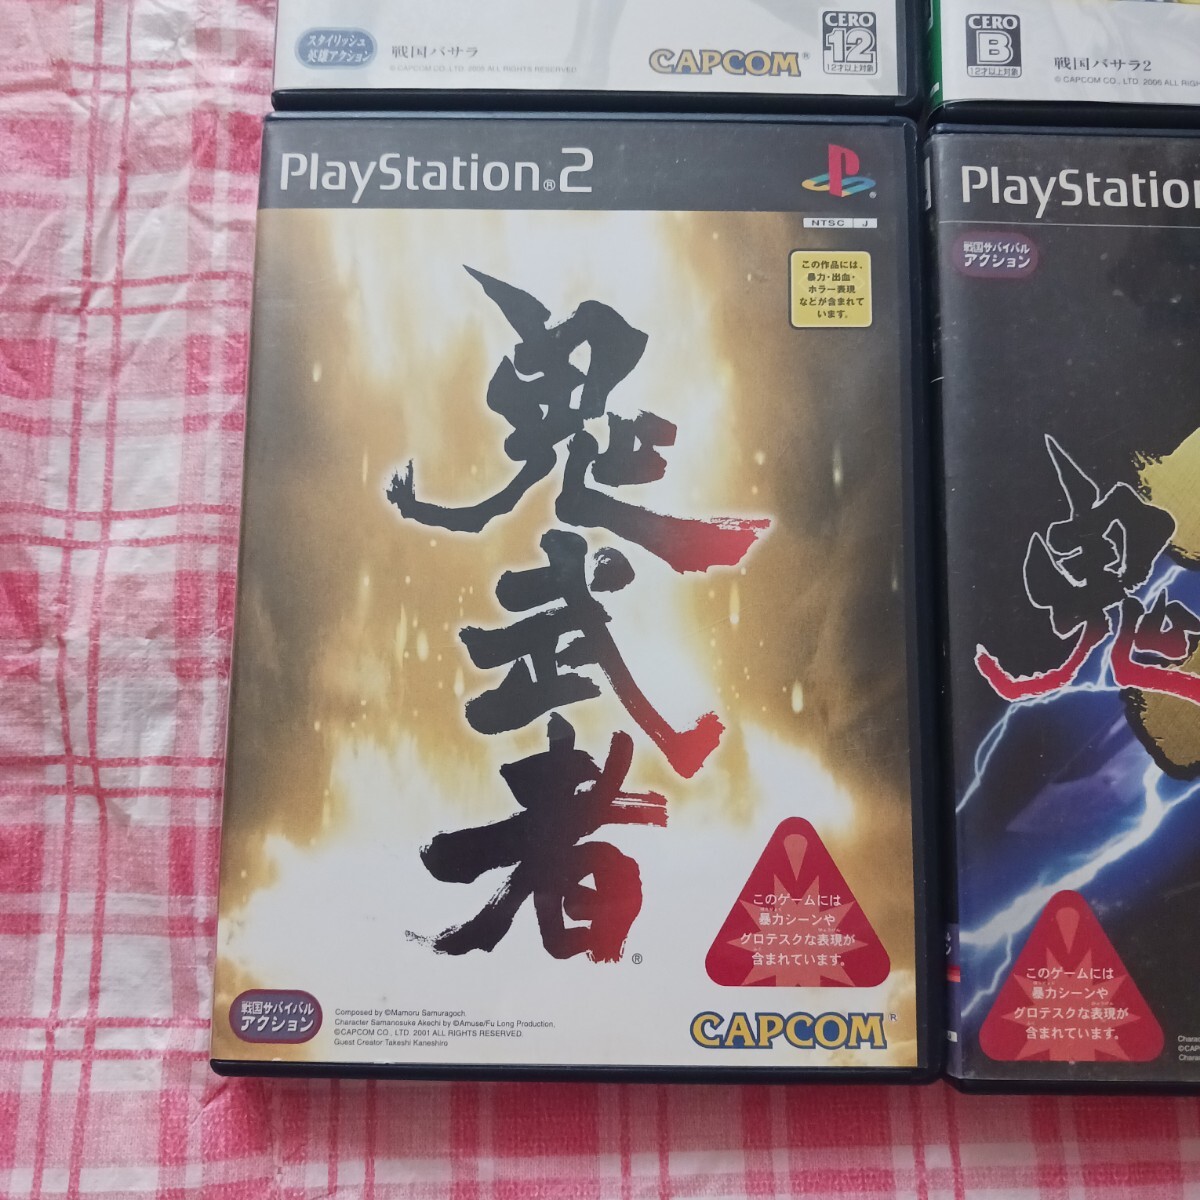 スタイリッシュ
英雄アクション
戦国バサラ
© CAPCOM CO., LTD. 2005 ALL RIGHTS RESERVED.
CAPCOM®
CERO
12
12才以上対象
CERO
B
12才以上対象
戦国バサラ2
© CAPCOM CO., LTD. 2006 ALL RI
PlayStation®2
NTSC J
この作品には、
暴力・出血・
ホラー表現
などが含まれて
います。
鬼武者®
このゲームには
暴力シーンや
グロテスクな表現が
含まれています。
戦国サバイバル
アクション
Composed by ©Mamoru Samuragoch.
Character Samanosuke Akechi by ©Amuse/Fu Long Production.
©CAPCOM CO., LTD. 2001 ALL RIGHTS RESERVED.
Guest Creator Takeshi Kaneshiro
CAPCOM®
PlayStation
戦国サバイバル
アクション
鬼
このゲームには
暴力シーンや
グロテスクな表現が
含まれています。